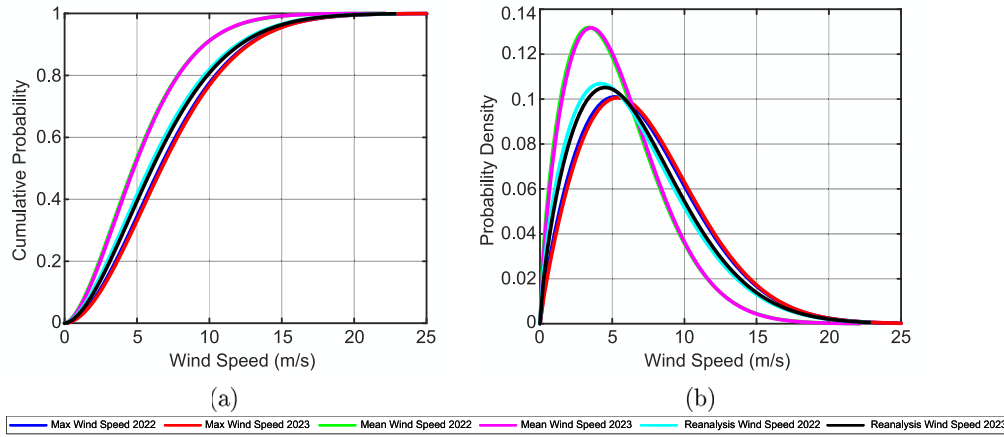 1
0.8
0.6
0.4
0.2
0
0 5 10 15 20 25
Cumulative Probability
Wind Speed (m/s)
(a)
0.14
0.12
0.1
0.08
0.06
0.04
0.02
0
0 5 10 15 20 25
Probability Density
Wind Speed (m/s)
(b)
Max Wind Speed 2022 Max Wind Speed 2023 Mean Wind Speed 2022 Mean Wind Speed 2023 Reanalysis Wind Speed 2022 Reanalysis Wind Speed 2023